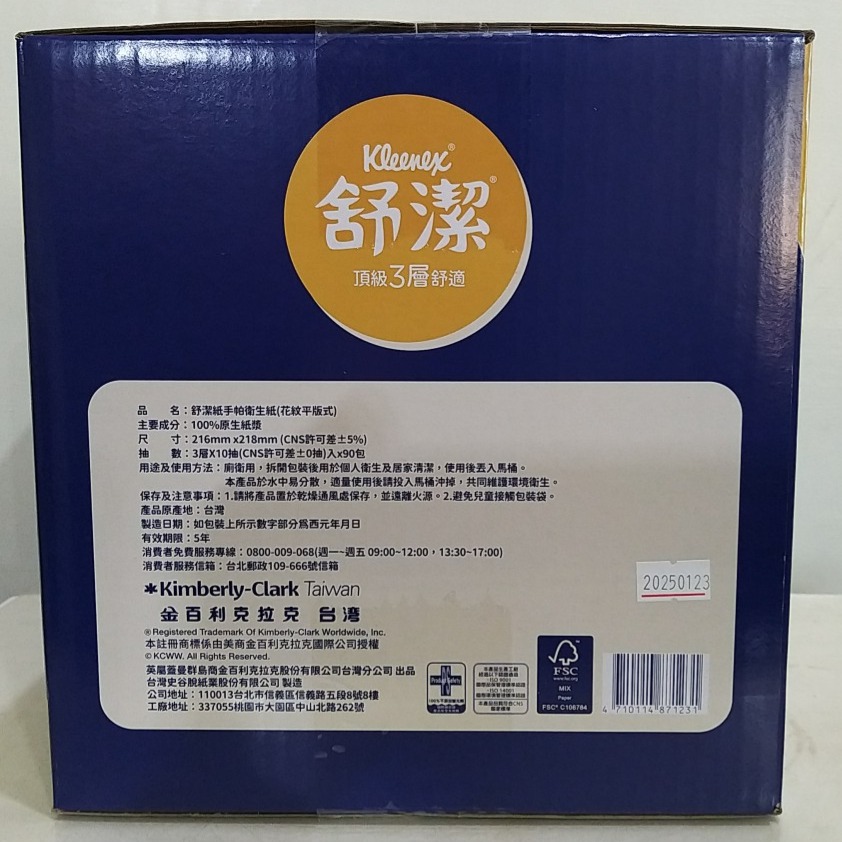 Kleenex®
舒潔®
頂級3層舒適
品 名：舒潔紙手帕衛生紙(花紋平版式)
主要成分：100%原生紙漿
尺 寸：216mm x218mm (CNS許可差±5%)
抽 數：3層X10抽(CNS許可差±0抽)入x90包
用途及使用方法：廁衛用，拆開包裝後用於個人衛生及居家清潔，使用後丟入馬桶。
本產品於水中易分散，適量使用後請投入馬桶沖掉，共同維護環境衛生。
保存及注意事項：1.請將產品置於乾燥通風處保存，並遠離火源。2.避免兒童接觸包裝袋。
產品原產地：台灣
製造日期：如包裝上所示數字部分為西元年月日
有效期限：5年
消費者免費服務專線：0800-009-068(週一~週五 09:00~12:00，13:30~17:00)
消費者服務信箱：台北郵政109-666號信箱
20250123
Kimberly-Clark Taiwan
金百利克拉克 台灣
® Registered Trademark Of Kimberly-Clark Worldwide, Inc.
本註冊商標係由美商金百利克拉克國際公司授權
© KCWW. All Rights Reserved.
英屬蓋曼群島商金百利克拉克股份有限公司台灣分公司 出品
台灣史谷脫紙業股份有限公司 製造
公司地址：110013台北市信義區信義路五段8號8樓
工廠地址：337055桃園市大園區中山北路262號
Product Safety
ISO 9001
ISO 14001
FSC
www.fsc.org
MIX
Paper
FSC® C108784
4 710114 871231